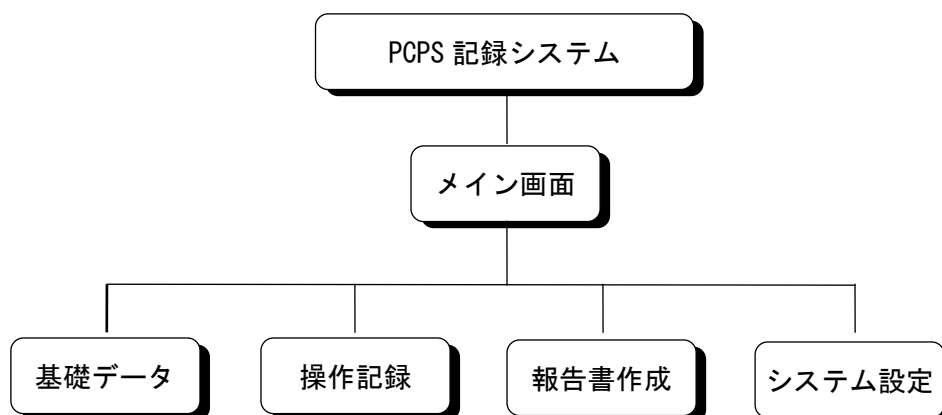 PCPS 記録システム
メイン画面
基礎データ
操作記録
報告書作成
システム設定